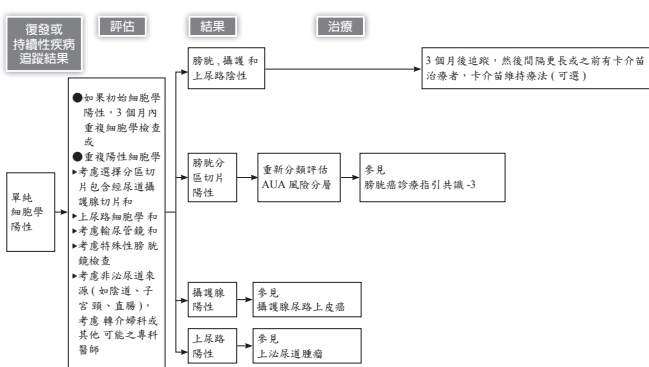 復發或
持續性疾病
追蹤結果
評估
結果
治療
單純
細胞學
陽性
●如果初始細胞學
陽性，3 個月內
重複細胞學檢查
或
●重複陽性細胞學
▸考慮選擇分區切
片包含經尿道攝
護腺切片和
▸上尿路細胞學 和
▸考慮輸尿管鏡 和
▸考慮特殊性膀胱
鏡檢查
▸考慮非泌尿道來
源 ( 如陰道、子
宮 頸、直腸 )，
考慮 轉介婦科或
其他 可能之專科
醫師
膀胱 , 攝護 和
上尿路陰性
3 個月後追蹤，然後間隔更長或之前有卡介苗
治療者，卡介苗維持療法 ( 可選 )
膀胱分
區切片
陽性
重新分類評估
AUA 風險分層
參見
膀胱癌診療指引共識 -3
攝護腺
陽性
參見
攝護腺尿路上皮癌
上尿路
陽性
參見
上泌尿道腫瘤